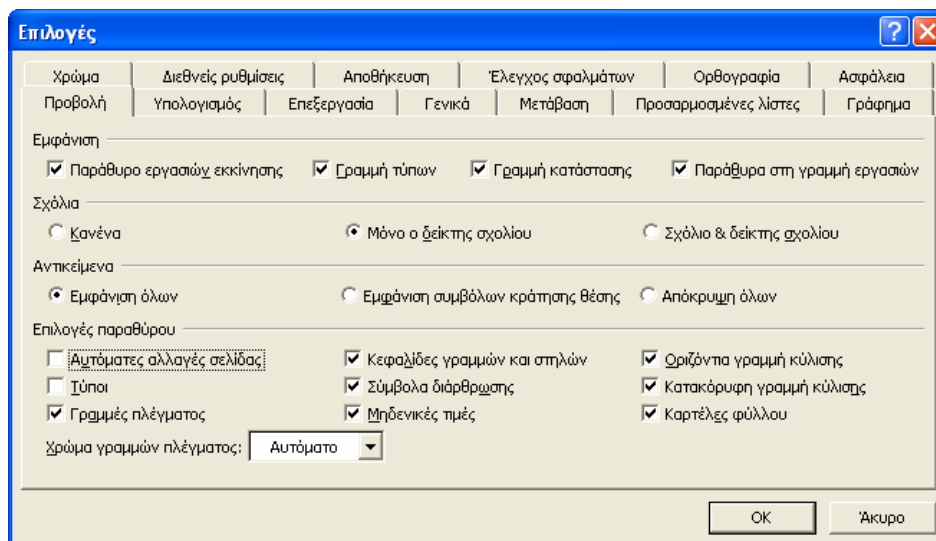 Επιλογές
Χρώμα Διεθνείς ρυθμίσεις Αποθήκευση Έλεγχος σφαλμάτων Ορθογραφία Ασφάλεια
Προβολή Υπολογισμός Επεξεργασία Γενικά Μετάβαση Προσαρμοσμένες λίστες Γράφημα
Εμφάνιση
Παράθυρο εργασιών εκκίνησης Γραμμή τύπων Γραμμή κατάστασης Παράθυρα στη γραμμή εργασιών
Σχόλια
Κανένα Μόνο ο δείκτης σχολίου Σχόλιο & δείκτης σχολίου
Αντικείμενα
Εμφάνιση όλων Εμφάνιση συμβόλων κράτησης θέσης Απόκρυψη όλων
Επιλογές παραθύρου
Αυτόματες αλλαγές σελίδας Κεφαλίδες γραμμών και στηλών Οριζόντια γραμμή κύλισης
Τύποι Σύμβολα διάρθρωσης Κατακόρυφη γραμμή κύλισης
Γραμμές πλέγματος Μηδενικές τιμές Καρτέλες φύλλου
Χρώμα γραμμών πλέγματος: Αυτόματο
OK Άκυρο